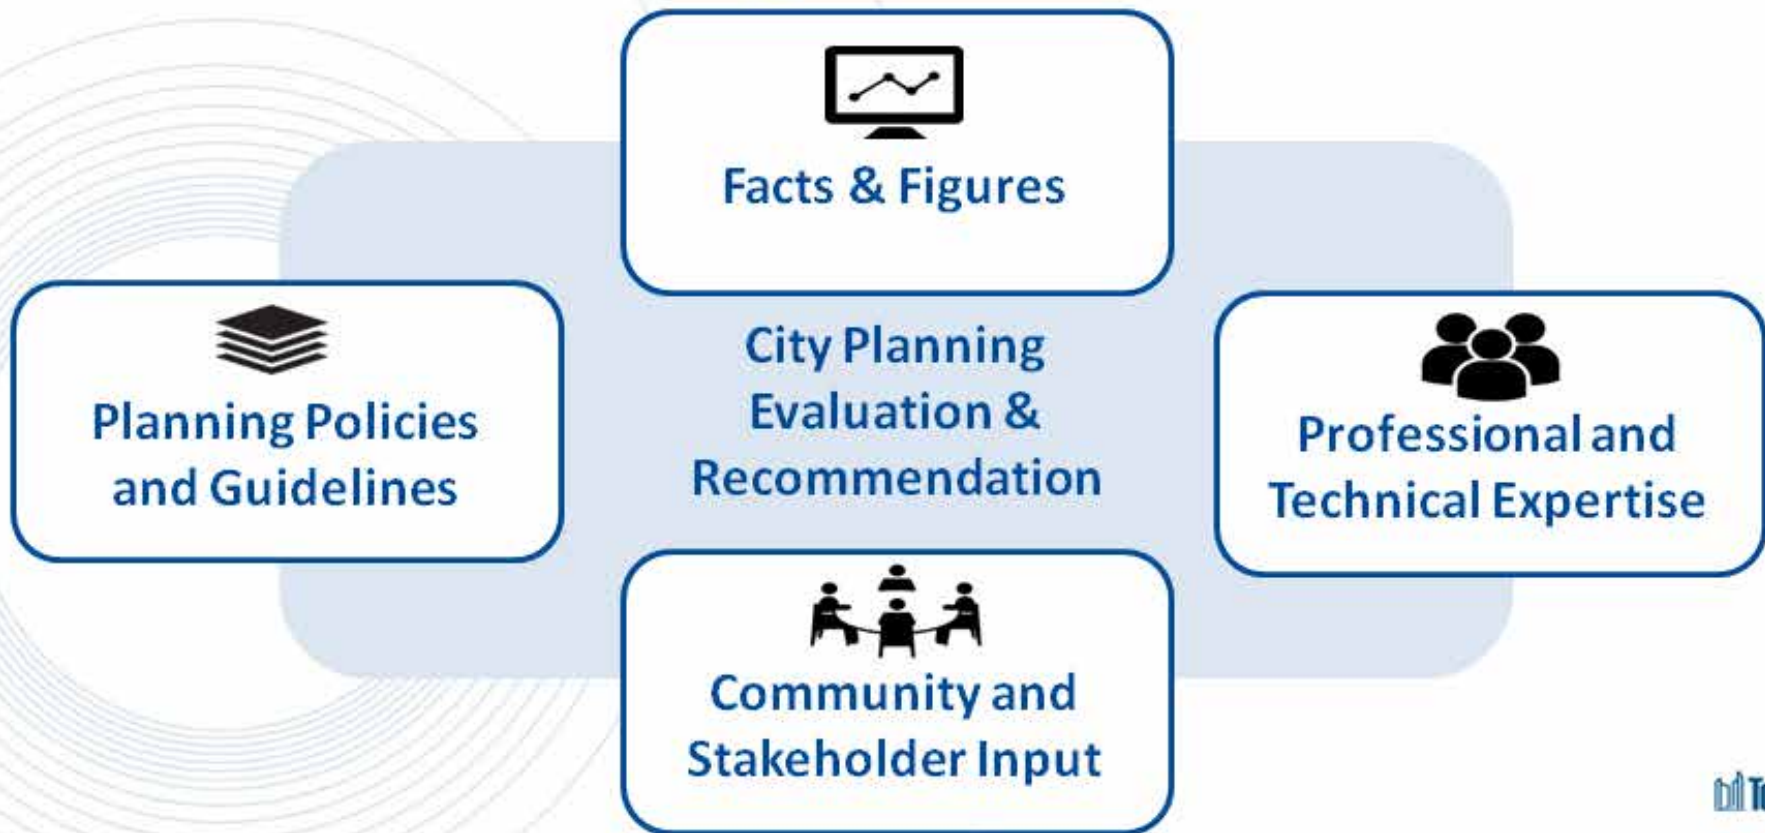 Facts & Figures
Planning Policies
and Guidelines
City Planning
Evaluation &
Recommendation
Professional and
Technical Expertise
Community and
Stakeholder Input